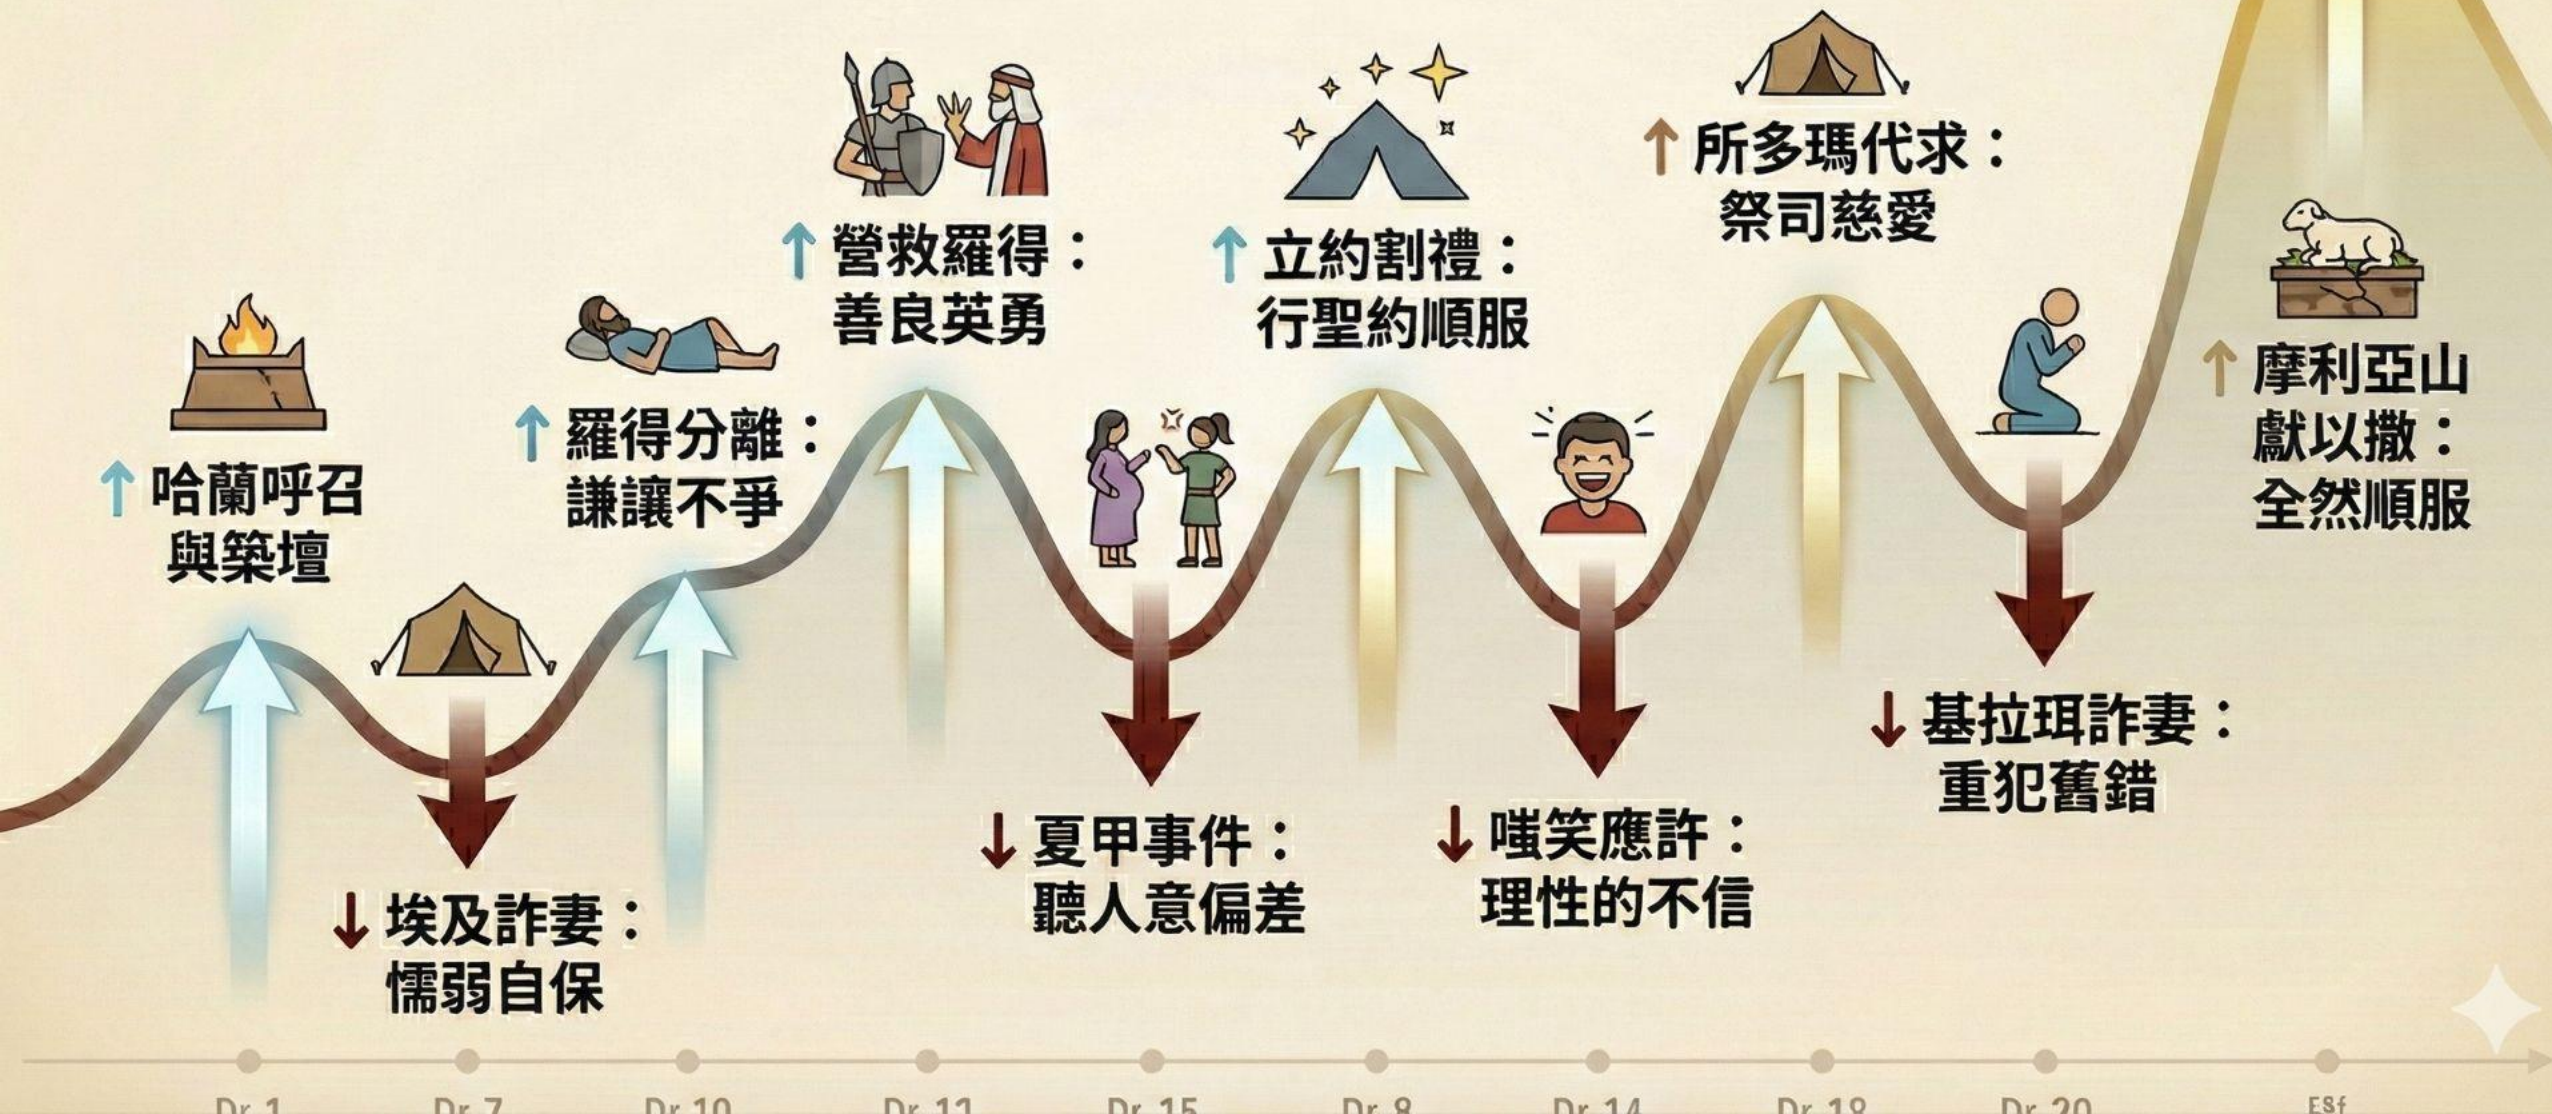 ↑哈蘭呼召
與築壇
↓埃及詐妻：
懦弱自保
↑羅得分離：
謙讓不爭
↑營救羅得：
善良英勇
↓夏甲事件：
聽人意偏差
↑立約割禮：
行聖約順服
↓嗤笑應許：
理性的不信
↑所多瑪代求：
祭司慈愛
↓基拉珥詐妻：
重犯舊錯
↑摩利亞山
獻以撒：
全然順服